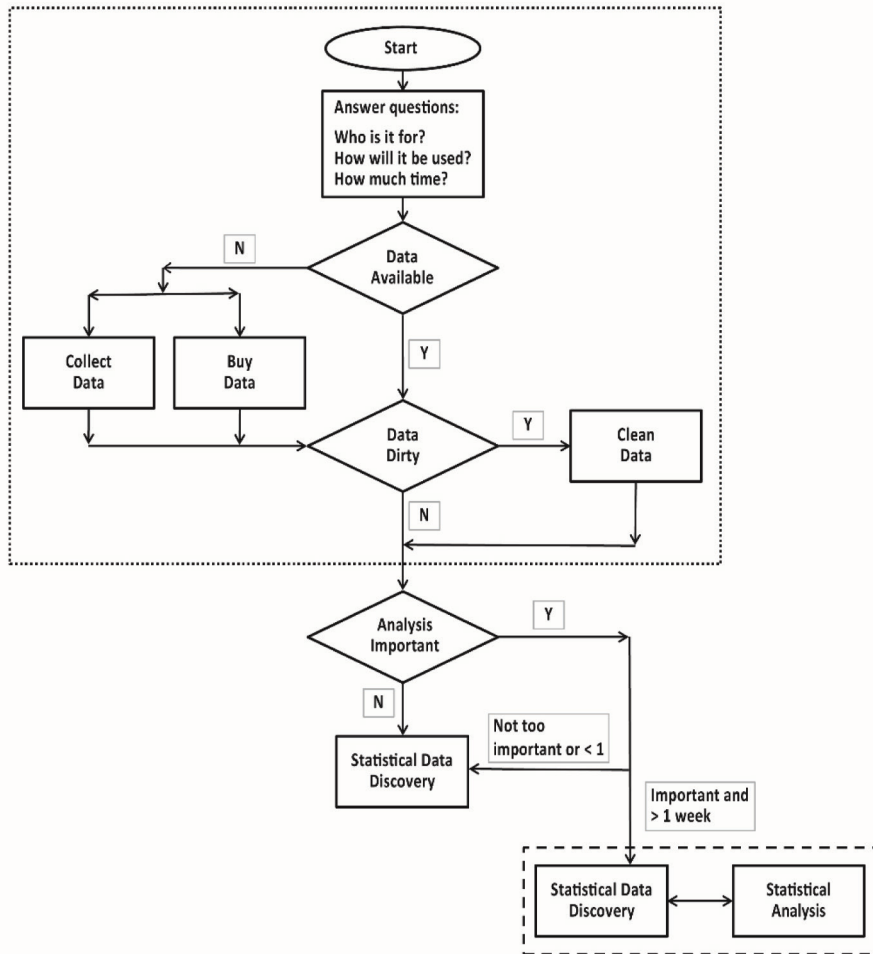 Start
Answer questions:
Who is it for?
How will it be used?
How much time?
N
Data
Available
Y
Collect
Data
Buy
Data
Data
Dirty
Y
Clean
Data
N
Analysis
Important
Y
N
Statistical Data
Discovery
Not too
important or < 1
Important and
> 1 week
Statistical Data
Discovery
Statistical
Analysis